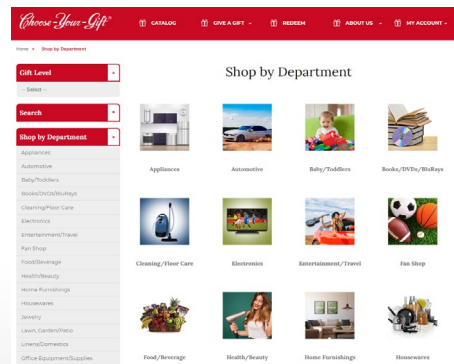 Choose-Your-Gift®
CATALOG
GIVE A GIFT
REDEEM
ABOUT US
MY ACCOUNT
Home
Shop by Department
Gift Level
-- Select --
Search
Shop by Department
Appliances
Automotive
Baby/Toddlers
Books/DVDs/BluRays
Cleaning/Floor Care
Electronics
Entertainment/Travel
Fan Shop
Food/Beverage
Health/Beauty
Home Furnishings
Housewares
Jewelry
Lawn, Garden/Patio
Linens/Domestics
Office Equipment/Supplies
Shop by Department
Appliances
Automotive
Baby/Toddlers
Books/DVDs/BluRays
Cleaning/Floor Care
Electronics
Entertainment/Travel
Fan Shop
Food/Beverage
Health/Beauty
Home Furnishings
Housewares